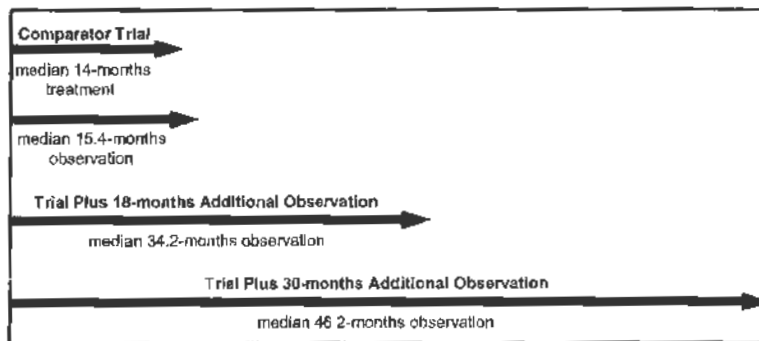 Comparator Trial
median 14-months
treatment
median 15.4-months
observation
Trial Plus 18-months Additional Observation
median 34.2-months observation
Trial Plus 30-months Additional Observation
median 46 2-months observation